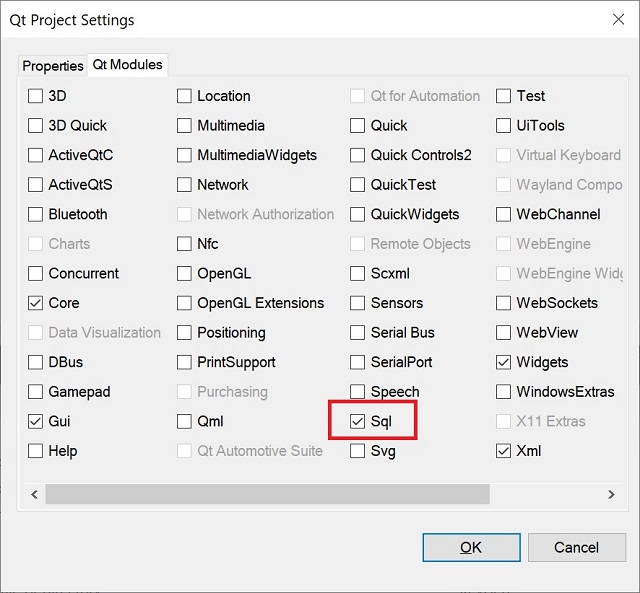 Qt Project Settings
Properties
Qt Modules
3D
Location
Qt for Automation
Test
3D Quick
Multimedia
Quick
UiTools
ActiveQtC
MultimediaWidgets
Quick Controls2
Virtual Keyboard
ActiveQtS
Network
QuickTest
Wayland Compo
Bluetooth
Network Authorization
QuickWidgets
WebChannel
Charts
Nfc
Remote Objects
WebEngine
Concurrent
OpenGL
Scxml
WebEngine Widg
Core
OpenGL Extensions
Sensors
WebSockets
Data Visualization
Positioning
Serial Bus
WebView
DBus
PrintSupport
SerialPort
Widgets
Gamepad
Purchasing
Speech
WindowsExtras
Gui
Qml
Sql
X11 Extras
Help
Qt Automotive Suite
Svg
Xml
OK
Cancel